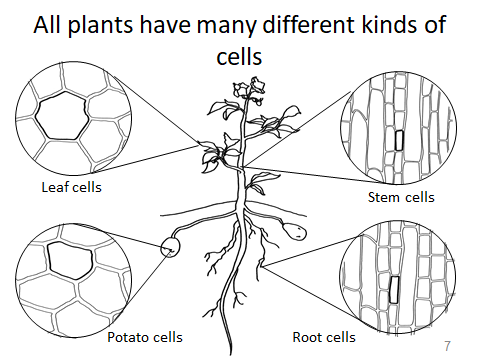 All plants have many different kinds of
cells
Leaf cells
Stem cells
Potato cells
Root cells
7